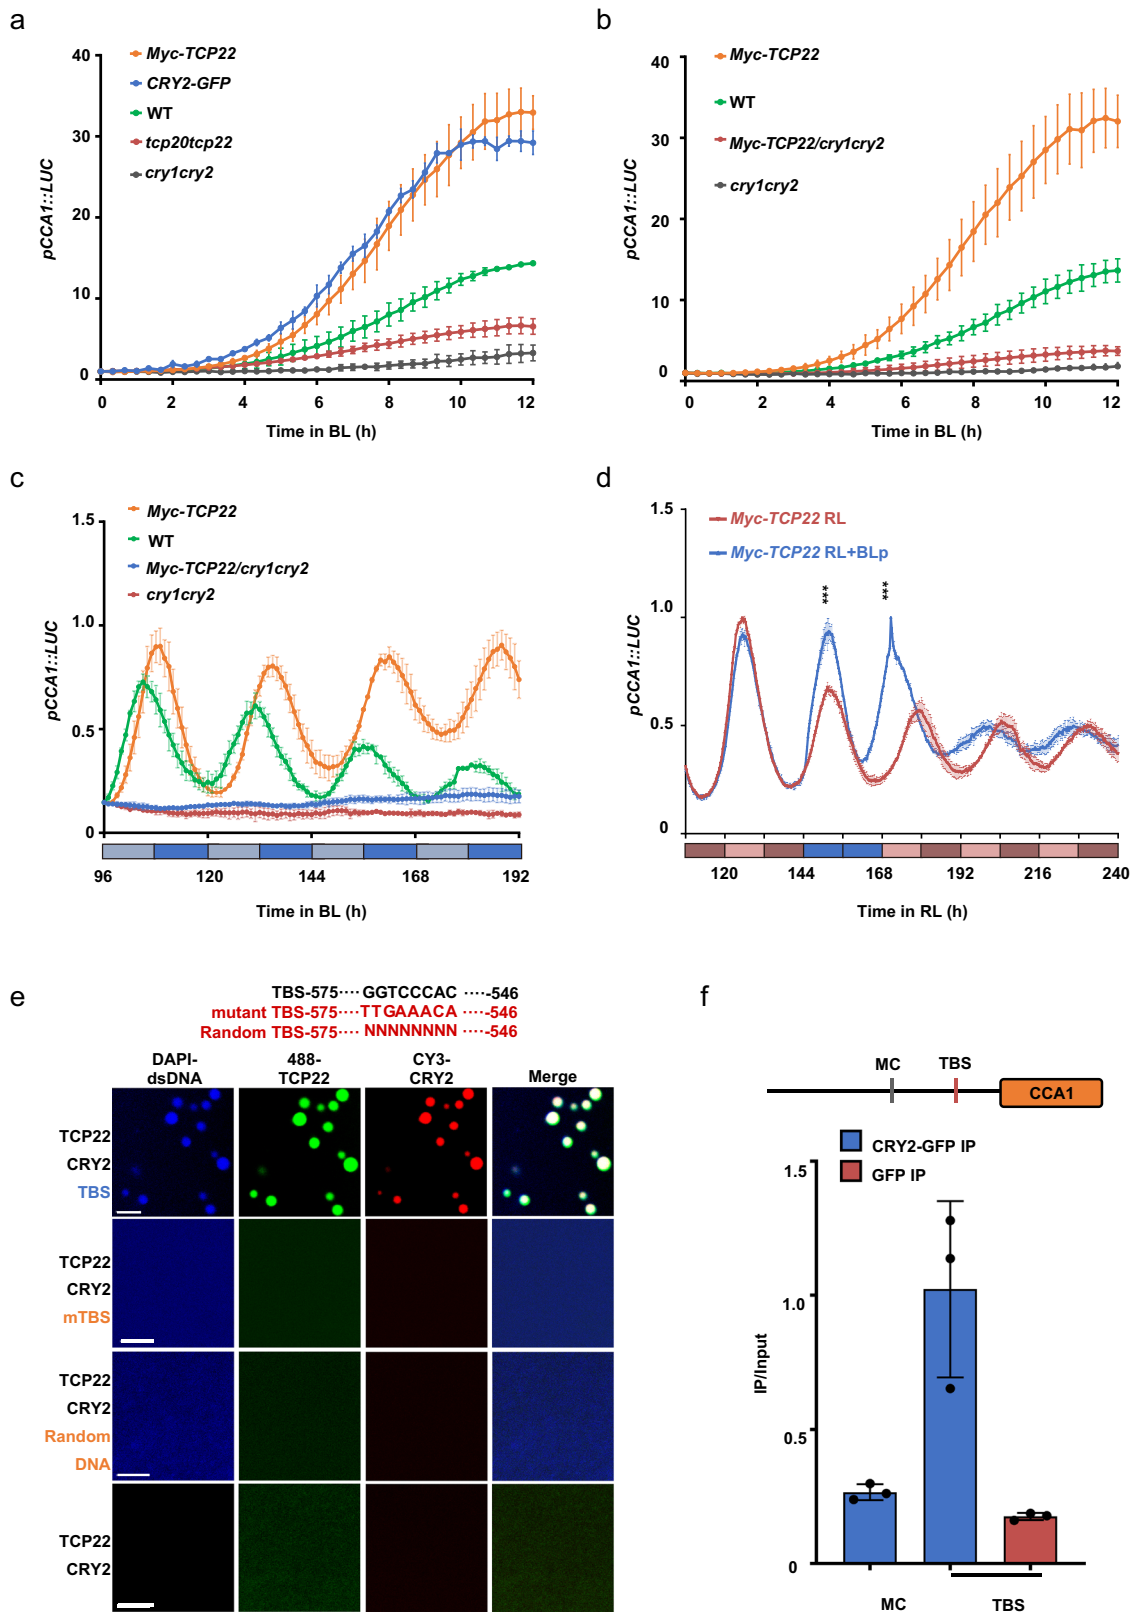 a
40
30
20
10
0
pCCA1::LUC
Myc-TCP22
CRY2-GFP
WT
tcp20tcp22
cry1cry2
0 2 4 6 8 10 12
Time in BL (h)
b
40
30
20
10
0
pCCA1::LUC
Myc-TCP22
WT
Myc-TCP22/cry1cry2
cry1cry2
0 2 4 6 8 10 12
Time in BL (h)
c
1.5
1.0
0.5
0
pCCA1::LUC
Myc-TCP22
WT
Myc-TCP22/cry1cry2
cry1cry2
96 120 144 168 192
Time in BL (h)
d
1.5
1.0
0.5
0
pCCA1::LUC
Myc-TCP22 RL
Myc-TCP22 RL+BLp
*** ***
120 144 168 192 216 240
Time in RL (h)
e
TBS-575····GGTCCCAC ····-546
mutant TBS-575····TTGAAACA ····-546
Random TBS-575···· NNNNNNNN ····-546
DAPI-dsDNA 488-TCP22 CY3-CRY2 Merge
TCP22
CRY2
TBS
TCP22
CRY2
mTBS
TCP22
CRY2
Random
DNA
TCP22
CRY2
f
MC TBS
CCA1
CRY2-GFP IP
GFP IP
1.5
1.0
0.5
0
IP/Input
MC TBS